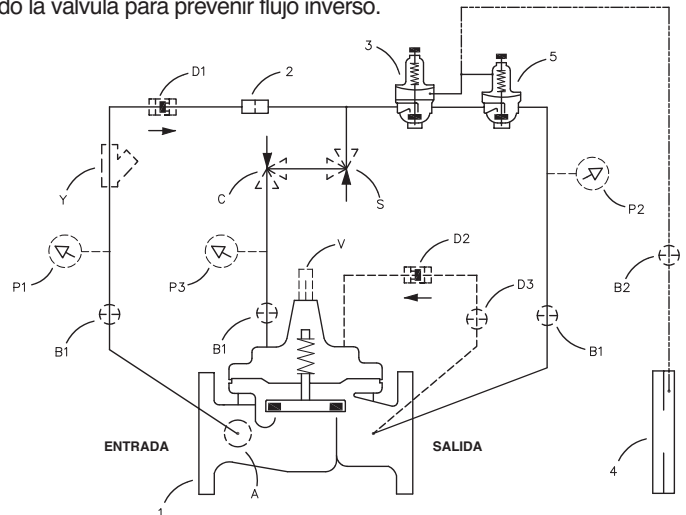 do la válvula para prevenir flujo inverso.
3
5
D1
2
Y
C
S
P2
V
D2
P1
P3
D3
B2
B1
B1
B1
ENTRADA
SALIDA
4
A
1